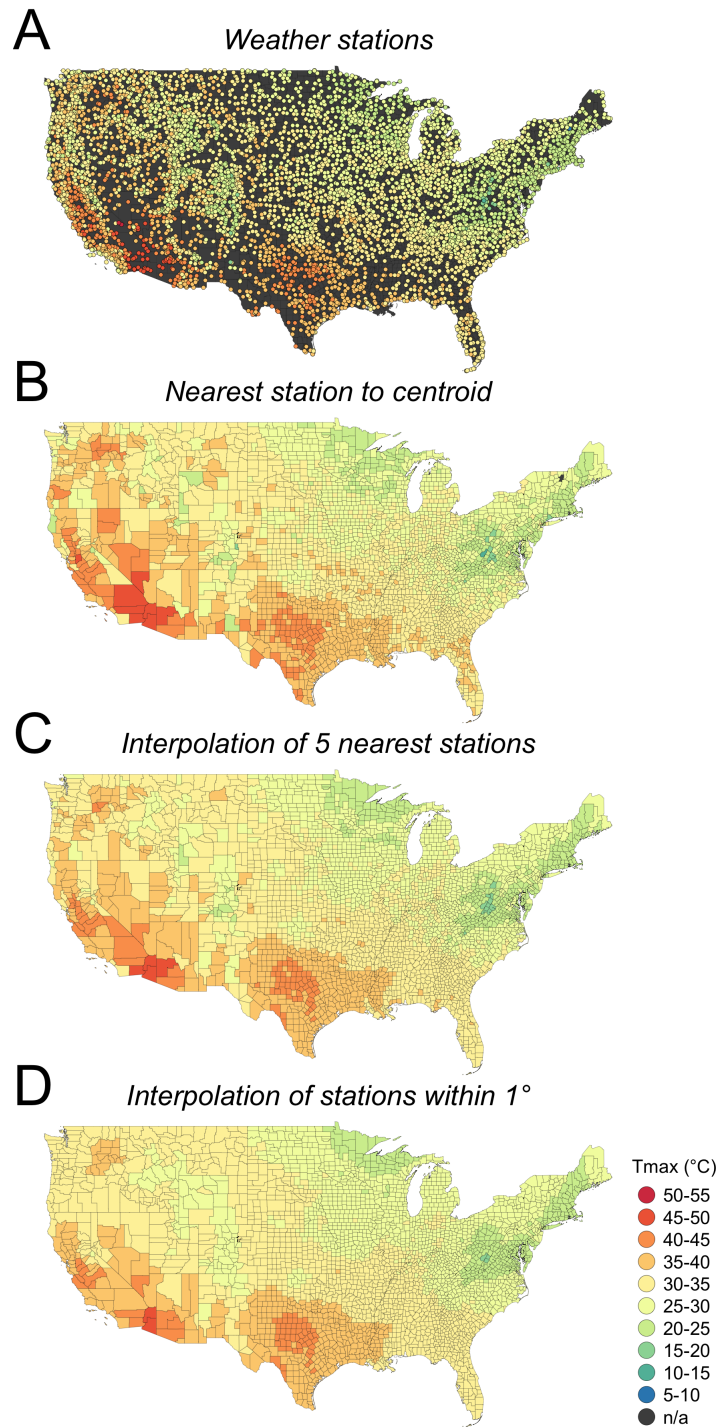 A
Weather stations
B
Nearest station to centroid
C
Interpolation of 5 nearest stations
D
Interpolation of stations within 1°
Tmax (°C)
50-55
45-50
40-45
35-40
30-35
25-30
20-25
15-20
10-15
5-10
n/a